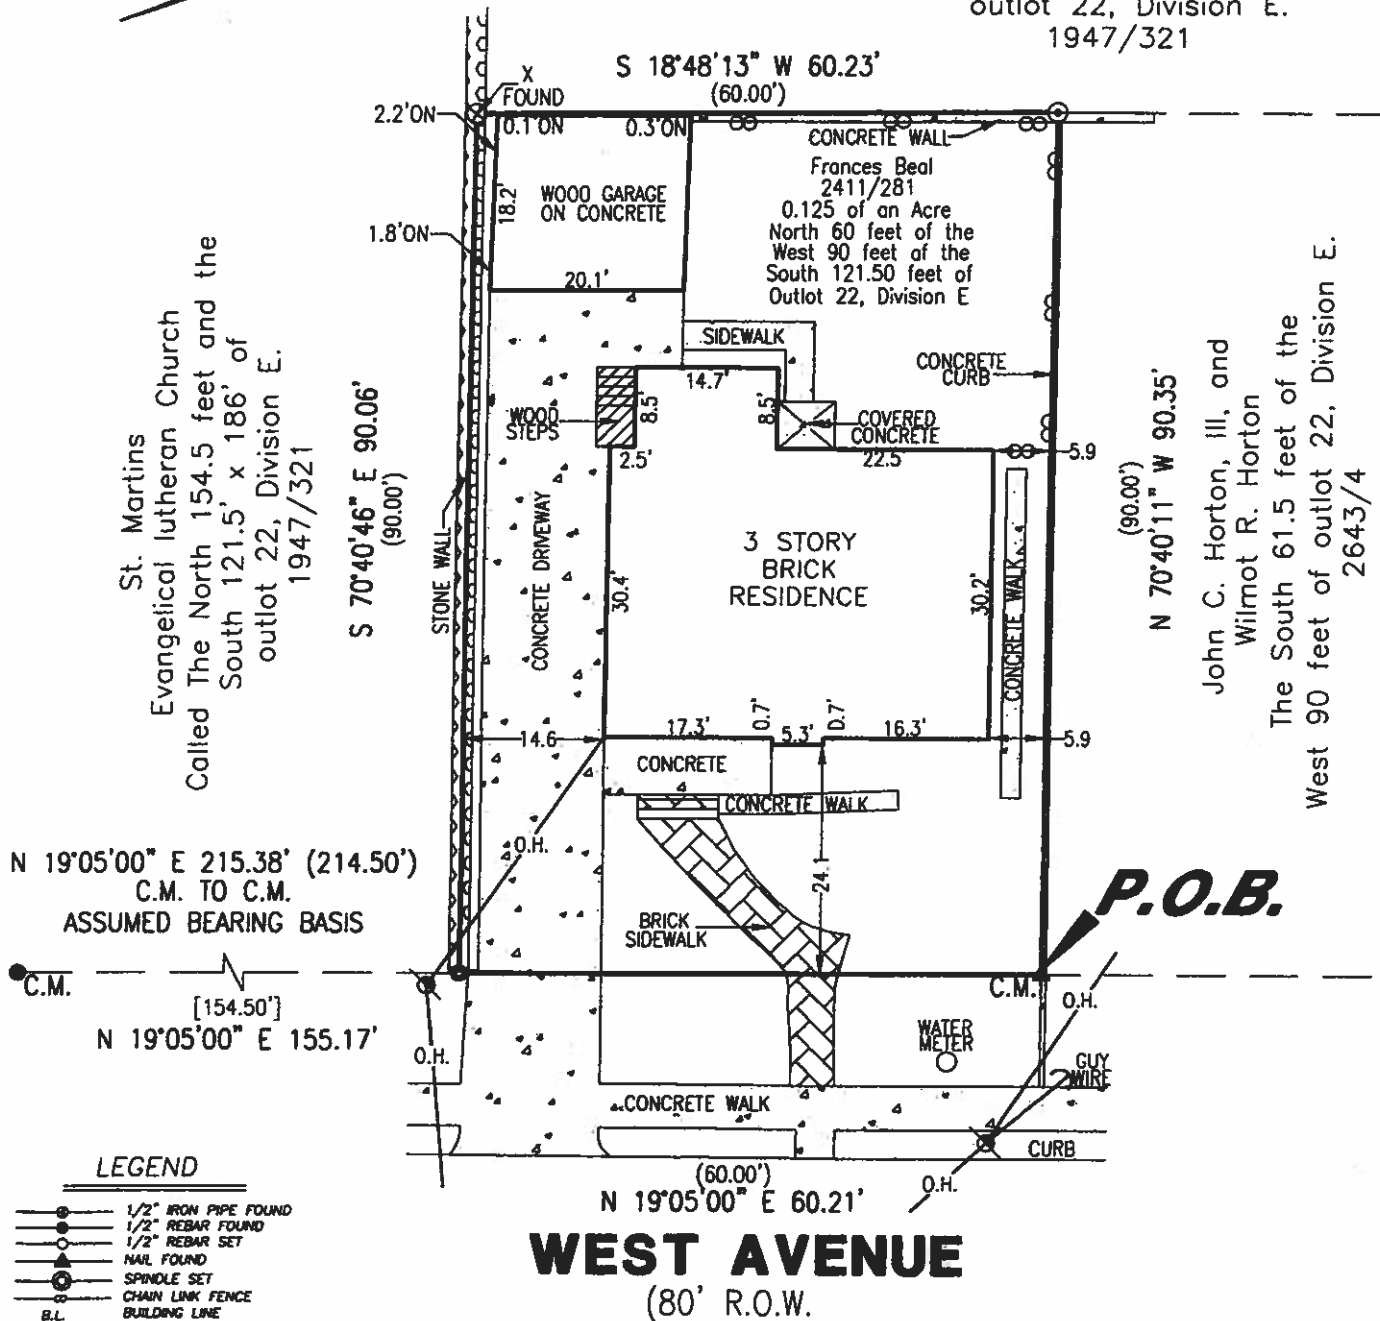 outlot 22, Division E.
1947/321
S 18°48'13" W 60.23'
(60.00')
X
FOUND
2.2'ON
0.1'ON
0.3'ON
CONCRETE WALL
18.2'
WOOD GARAGE
ON CONCRETE
1.8'ON
20.1'
Frances Beal
2411/281
0.125 of an Acre
North 60 feet of the
West 90 feet of the
South 121.50 feet of
Outlot 22, Division E
St. Martins
Evangelical lutheran Church
Called The North 154.5 feet and the
South 121.5' x 186' of
outlot 22, Division E.
1947/321
S 70°40'46" E 90.06'
(90.00')
STONE WALL
CONCRETE DRIVEWAY
SIDEWALK
14.7'
8.5'
8.5'
WOOD
STEPS
2.5'
COVERED
CONCRETE
22.5
CONCRETE
CURB
5.9
3 STORY
BRICK
RESIDENCE
30.4'
30.2'
CONCRETE WALK
(90.00')
N 70°40'11" W 90.35'
John C. Horton, III, and
Wilmot R. Horton
The South 61.5 feet of the
West 90 feet of outlot 22, Division E.
2643/4
14.6
17.3'
0.7'
5.3'
0.7'
16.3'
5.9
CONCRETE
CONCRETE WALK
O.H.
24.1
BRICK
SIDEWALK
N 19°05'00" E 215.38' (214.50')
C.M. TO C.M.
ASSUMED BEARING BASIS
P.O.B.
C.M.
[154.50']
N 19°05'00" E 155.17'
C.M.
O.H.
O.H.
WATER
METER
GUY
WIRE
CONCRETE WALK
CURB
(60.00')
N 19°05'00" E 60.21'
O.H.
WEST AVENUE
(80' R.O.W.
LEGEND
1/2" IRON PIPE FOUND
1/2" REBAR FOUND
1/2" REBAR SET
NAIL FOUND
SPINDLE SET
CHAIN LINK FENCE
B.L. BUILDING LINE